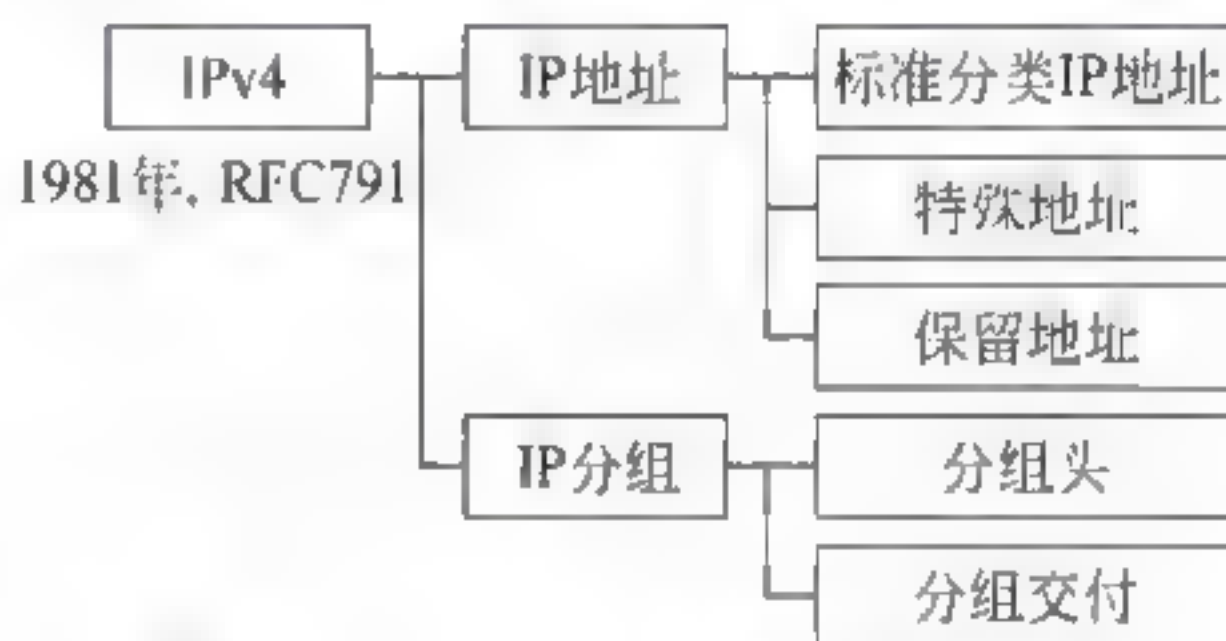 IPv4
IP地址
标准分类IP地址
1981年, RFC791
特殊地址
保留地址
IP分组
分组头
分组交付